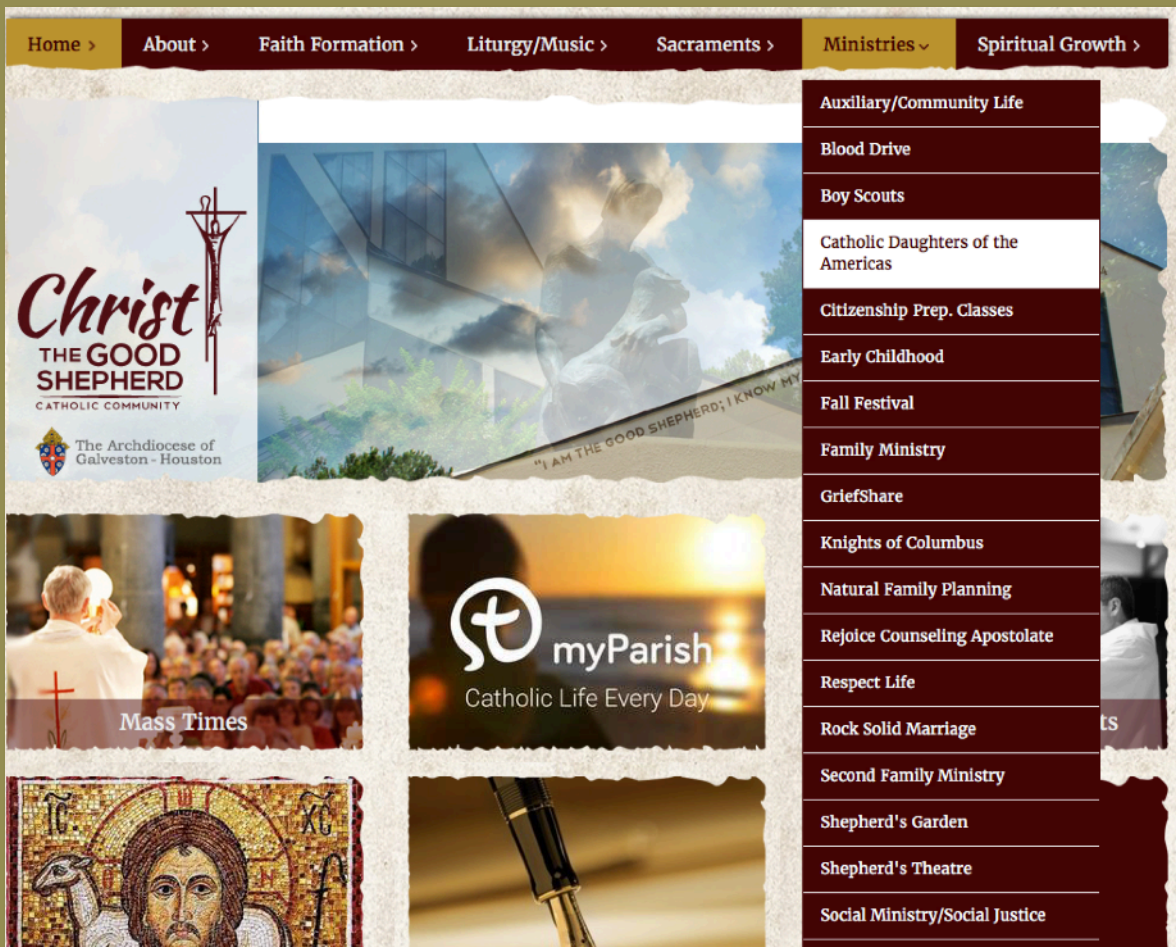 Home >
About >
Faith Formation >
Liturgy/Music >
Sacraments >
Ministries
Spiritual Growth >
Auxiliary/Community Life
Blood Drive
Boy Scouts
Catholic Daughters of the
Americas
Citizenship Prep. Classes
Early Childhood
Fall Festival
Family Ministry
GriefShare
Knights of Columbus
Natural Family Planning
Rejoice Counseling Apostolate
Respect Life
Rock Solid Marriage
Second Family Ministry
Shepherd's Garden
Shepherd's Theatre
Social Ministry/Social Justice
Christ
THE GOOD
SHEPHERD
CATHOLIC COMMUNITY
The Archdiocese of
Galveston - Houston
"I AM THE GOOD SHEPHERD; I KNOW MY
Mass Times
myParish
Catholic Life Every Day
ts
IC
XC